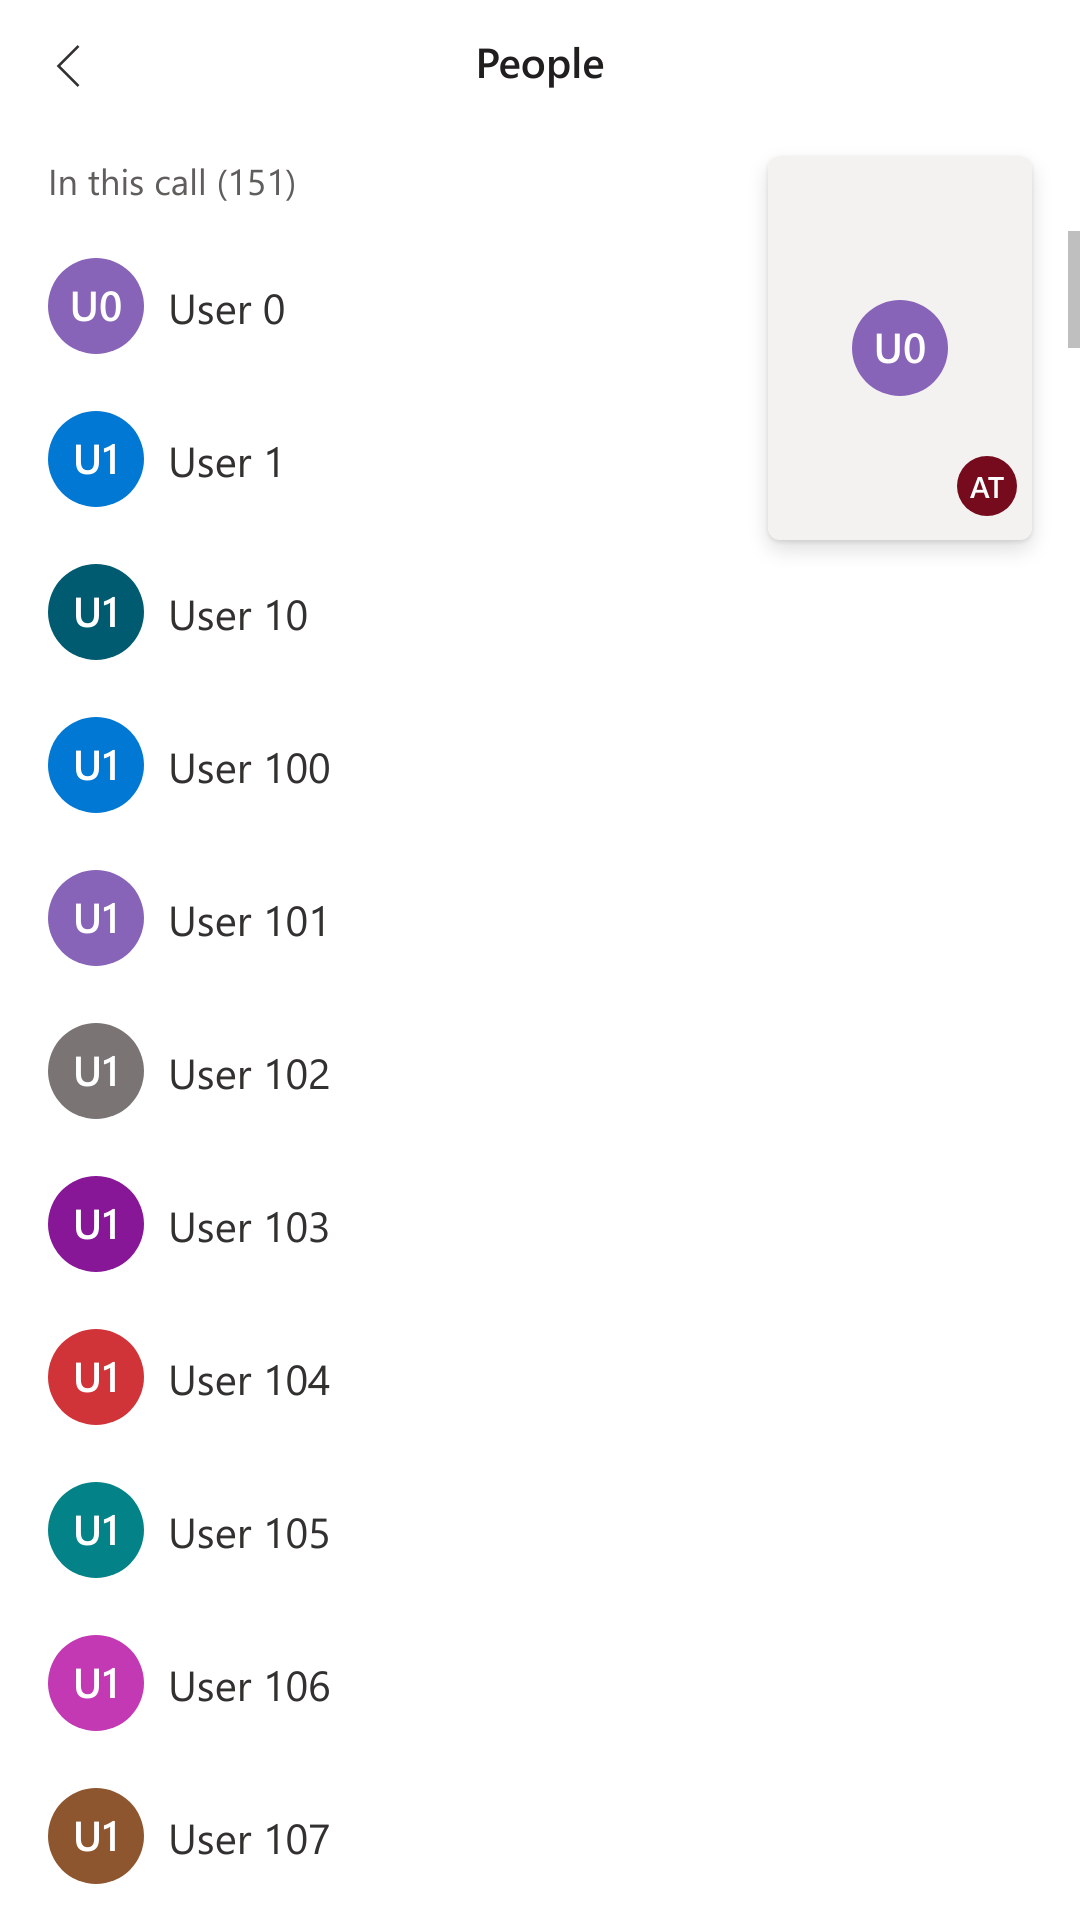 People
In this call (151)
U0 User 0
U0
AT
U1 User 1
U1 User 10
U1 User 100
U1 User 101
U1 User 102
U1 User 103
U1 User 104
U1 User 105
U1 User 106
U1 User 107